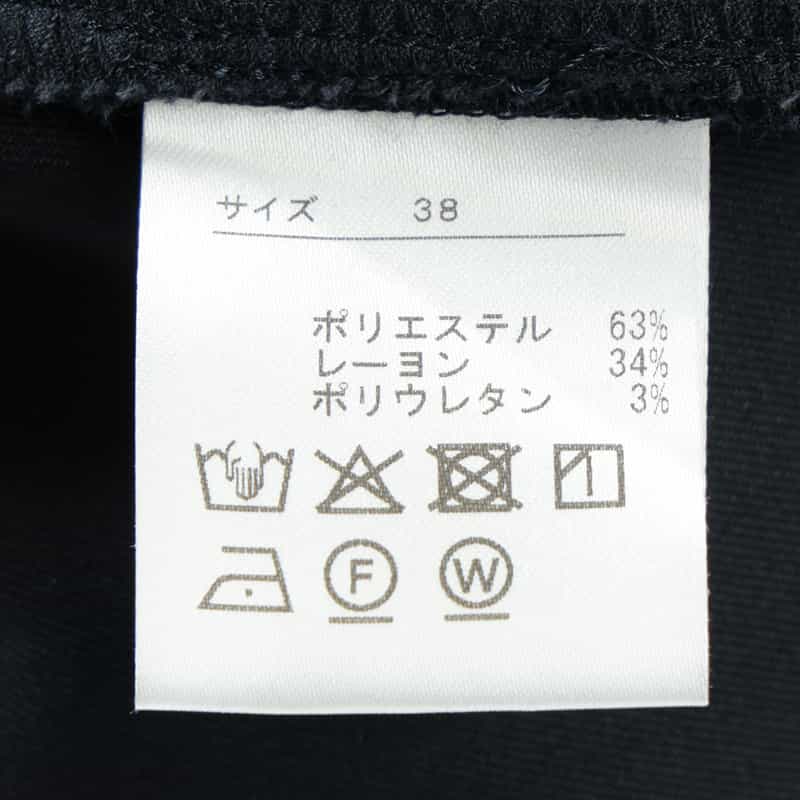 サイズ 38
ポリエステル 63%
レーヨン 34%
ポリウレタン 3%
F W